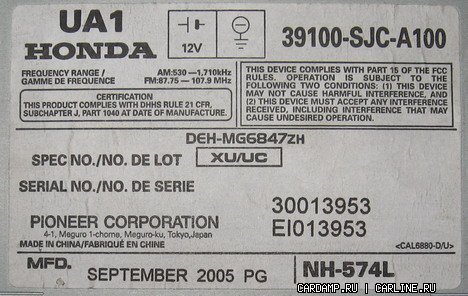 UA1
HONDA
12V
39100-SJC-A100
FREQUENCY RANGE /
GAMME DE FREQUENCE
AM:530 -1,710kHz
FM:87.75 - 107.9 MHz
CERTIFICATION
THIS PRODUCT COMPLIES WITH DHHS RULE 21 CFR,
SUBCHAPTER J, PART 1040 AT DATE OF MANUFACTURE.
THIS DEVICE COMPLIES WITH PART 15 OF THE FCC
RULES. OPERATION IS SUBJECT TO THE
FOLLOWING TWO CONDITIONS: (1) THIS DEVICE
MAY NOT CAUSE HARMFUL INTERFERENCE, AND
(2) THIS DEVICE MUST ACCEPT ANY INTERFERENCE
RECEIVED, INCLUDING INTERFERENCE THAT MAY
CAUSE UNDESIRED OPERATION.
DEH-MG6847ZH
SPEC NO./NO. DE LOT XU/UC
SERIAL NO./NO. DE SERIE
30013953
PIONEER CORPORATION EI013953
4-1, Meguro 1-chome, Meguro-ku, Tokyo,Japan
MADE IN CHINA/FABRIQUÉ EN CHINE
<CAL6880-D/U>
MFD. SEPTEMBER 2005 PG NH-574L
CARDAMP.RU | CARLINE.RU